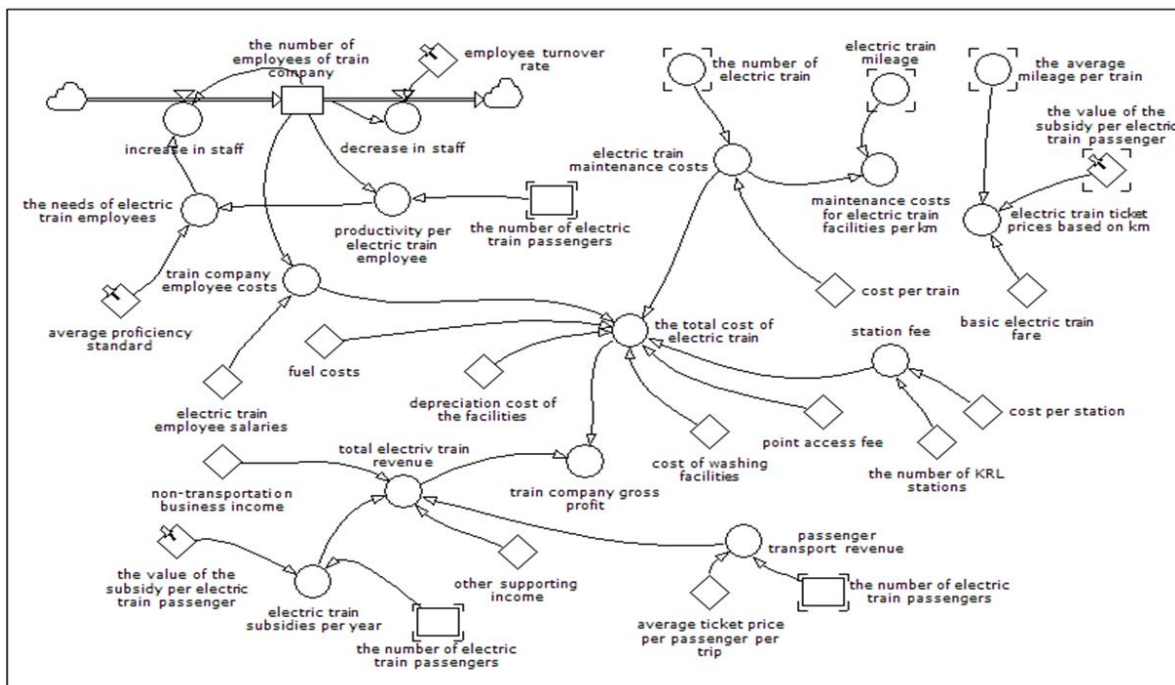 the number of
employees of train
company
employee turnover
rate
increase in staff
decrease in staff
the number of
electric train
electric train
mileage
the average
mileage per train
the value of the
subsidy per electric
train passenger
electric train
maintenance costs
the needs of electric
train employees
productivity per
electric train
employee
the number of electric
train passengers
maintenance costs
for electric train
facilities per km
electric train ticket
prices based on km
train company
employee costs
average proficiency
standard
cost per train
basic electric train
fare
the total cost of
electric train
station fee
fuel costs
electric train
employee salaries
depreciation cost of
the facilities
cost of washing
facilities
point access fee
cost per station
the number of KRL
stations
total electriv train
revenue
non-transportation
business income
train company gross
profit
the value of the
subsidy per electric
train passenger
electric train
subsidies per year
other supporting
income
the number of electric
train passengers
passenger
transport revenue
average ticket price
per passenger per
trip
the number of electric
train passengers